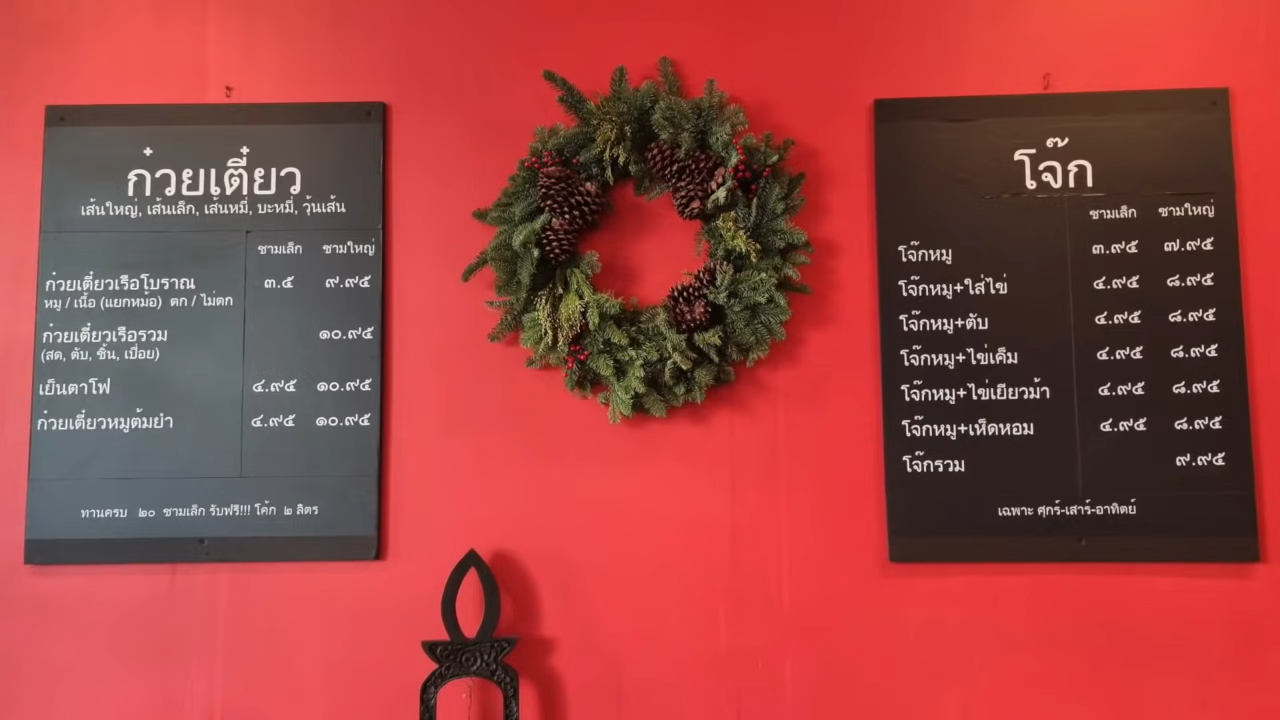 ก๋วยเตี๋ยว
เส้นใหญ่, เส้นเล็ก, เส้นหมี่, บะหมี่, วุ้นเส้น
ชามเล็ก ชามใหญ่
ก๋วยเตี๋ยวเรือโบราณ ๓.๕ ๙.๙๕
หมู / เนื้อ (แยกหม้อ) ตก / ไม่ตก
ก๋วยเตี๋ยวเรือรวม ๑๐.๙๕
(สด, ตับ, ชิ้น, เปื่อย)
เย็นตาโฟ ๔.๙๕ ๑๐.๙๕
ก๋วยเตี๋ยวหมูต้มยำ ๔.๙๕ ๑๐.๙๕
ทานครบ ๒๐ ชามเล็ก รับฟรี!!! โค้ก ๒ ลิตร
โจ๊ก
ชามเล็ก ชามใหญ่
โจ๊กหมู ๓.๙๕ ๗.๙๕
โจ๊กหมู+ใส่ไข่ ๔.๙๕ ๘.๙๕
โจ๊กหมู+ตับ ๔.๙๕ ๘.๙๕
โจ๊กหมู+ไข่เค็ม ๔.๙๕ ๘.๙๕
โจ๊กหมู+ไข่เยียวม้า ๔.๙๕ ๘.๙๕
โจ๊กหมู+เห็ดหอม ๔.๙๕ ๘.๙๕
โจ๊กรวม ๙.๙๕
เฉพาะ ศุกร์-เสาร์-อาทิตย์